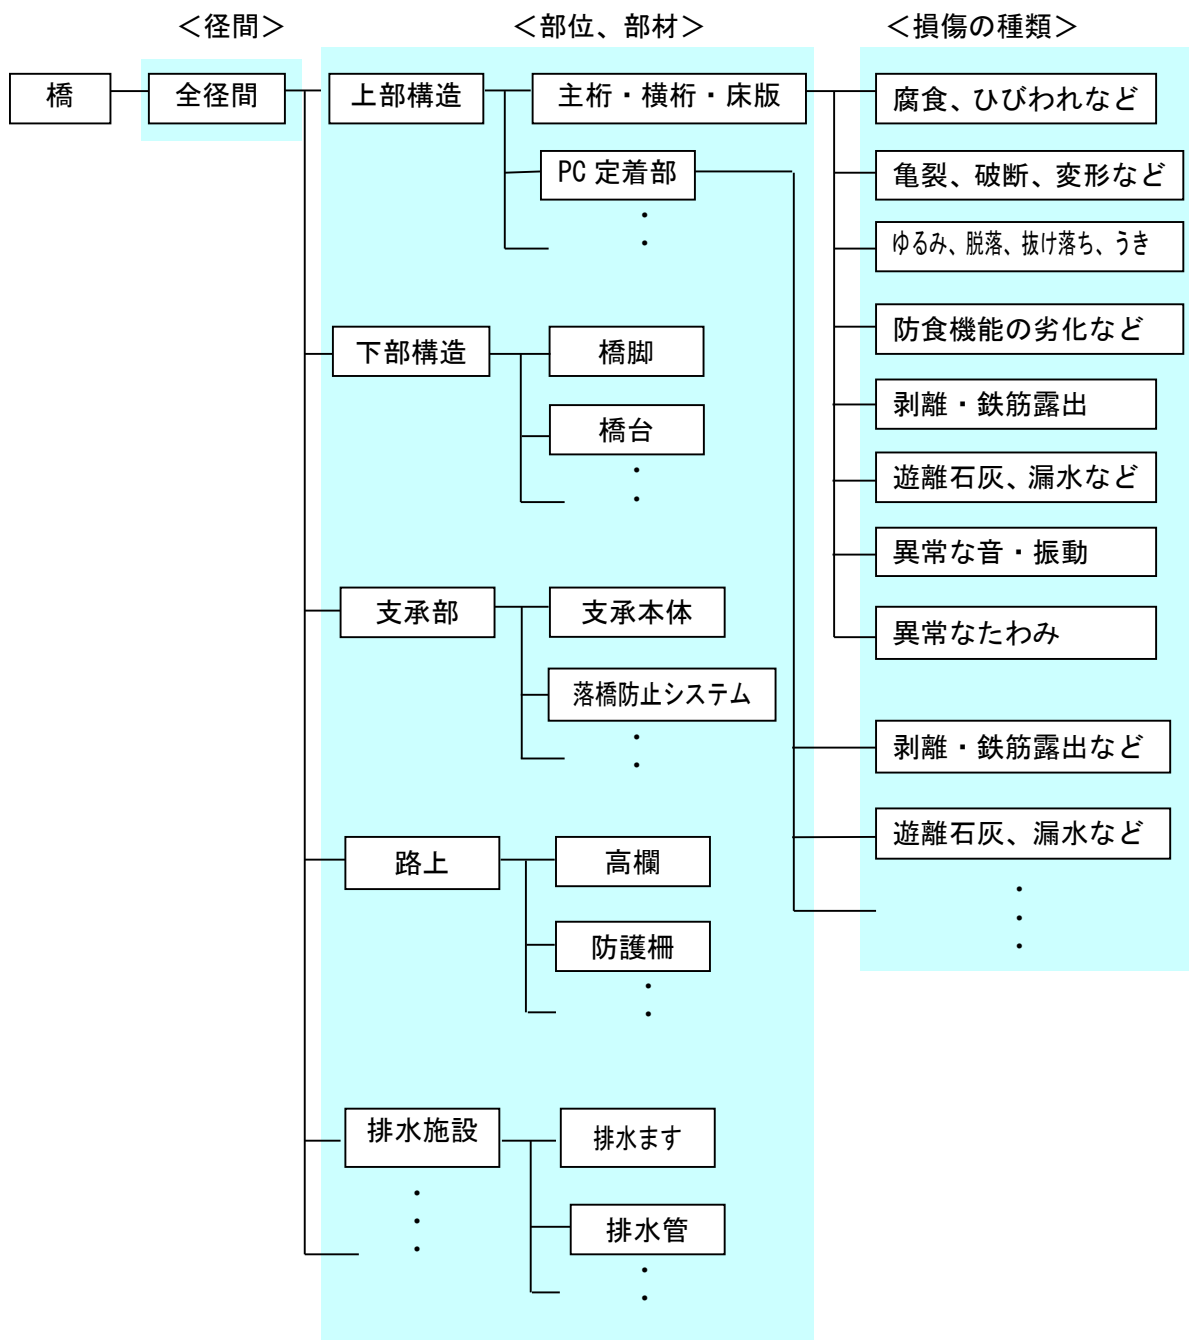 ＜径間＞
＜部位、部材＞
＜損傷の種類＞
橋
全径間
上部構造
主桁・横桁・床版
腐食、ひびわれなど
PC 定着部
亀裂、破断、変形など
ゆるみ、脱落、抜け落ち、うき
防食機能の劣化など
下部構造
橋脚
剥離・鉄筋露出
橋台
遊離石灰、漏水など
異常な音・振動
支承部
支承本体
異常なたわみ
落橋防止システム
剥離・鉄筋露出など
遊離石灰、漏水など
路上
高欄
防護柵
排水施設
排水ます
排水管